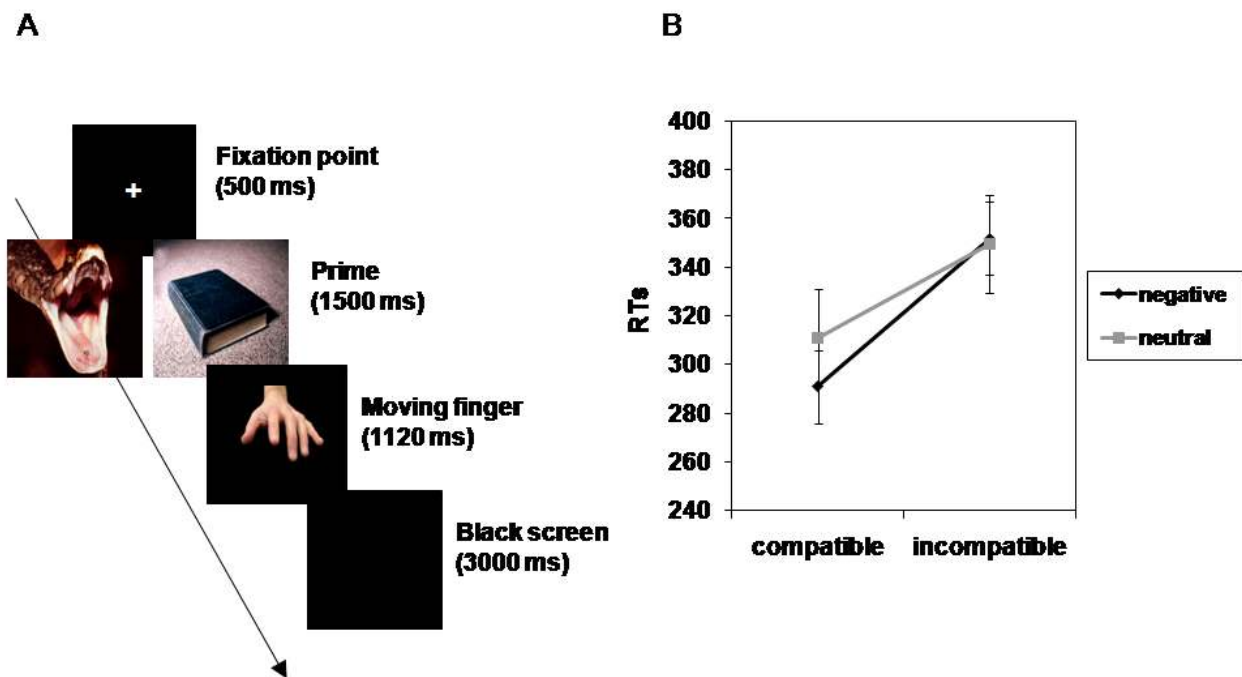 A
Fixation point
(500 ms)
Prime
(1500 ms)
Moving finger
(1120 ms)
Black screen
(3000 ms)
B
400
380
360
340
320
300
280
260
240
RTs
compatible incompatible
negative
neutral